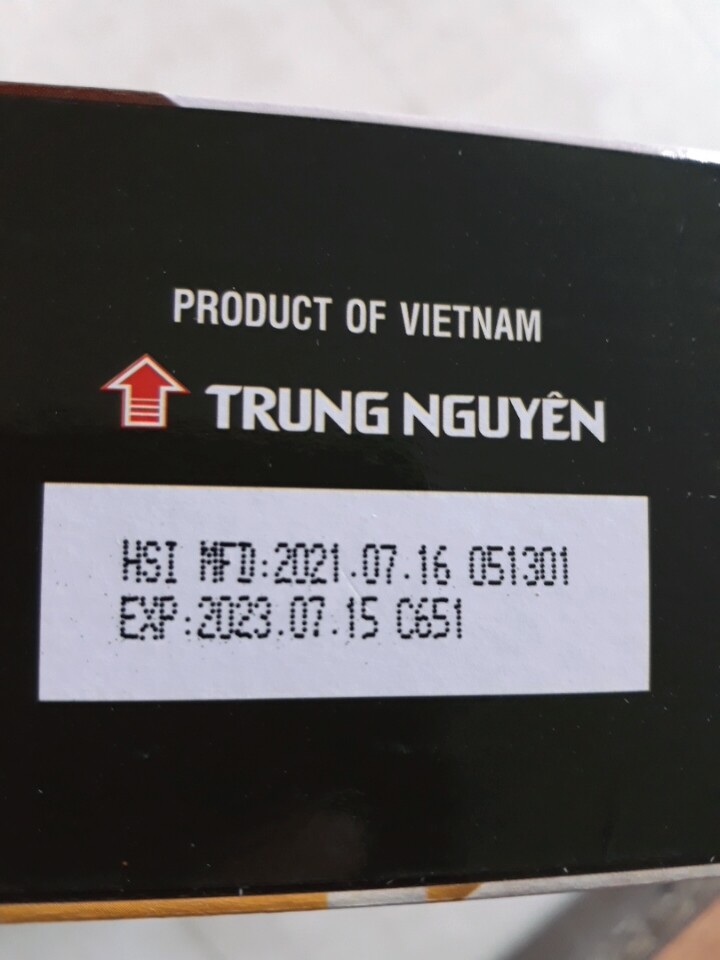 PRODUCT OF VIETNAM
TRUNG NGUYÊN
HSI MFD:2021.07.16 051301
EXP:2023.07.15 C651